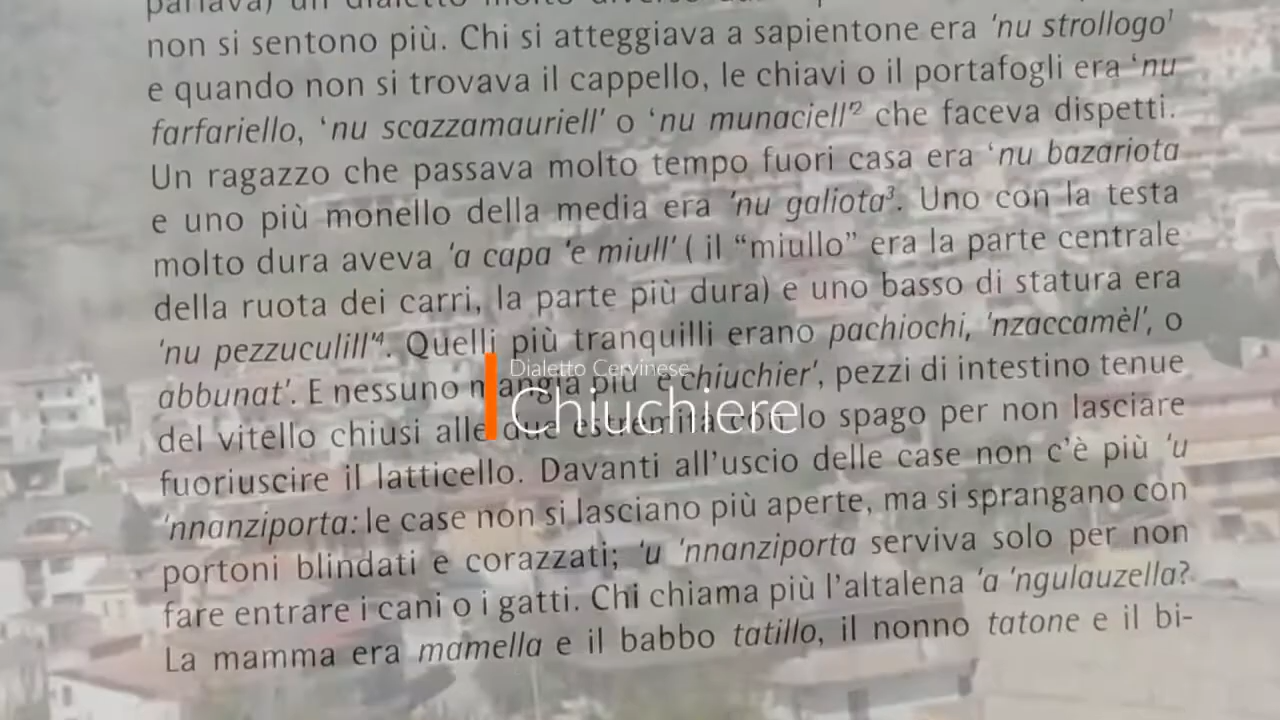 non si sentono più. Chi si atteggiava a sapientone era 'nu strollogo¹
e quando non si trovava il cappello, le chiavi o il portafogli era 'nu
farfariello, 'nu scazzamauriell' o 'nu munaciell'² che faceva dispetti.
Un ragazzo che passava molto tempo fuori casa era 'nu bazariota
e uno più monello della media era 'nu galiota³. Uno con la testa
molto dura aveva 'a capa 'e miull' ( il “miullo” era la parte centrale
della ruota dei carri, la parte più dura) e uno basso di statura era
'nu pezzuculill'⁴. Quelli più tranquilli erano pachiochi, 'nzaccamèl', o
abbunat'. E nessuno mangia più 'e chiuchier', pezzi di intestino tenue
del vitello chiusi alle due estremità con lo spago per non lasciare
fuoriuscire il latticello. Davanti all'uscio delle case non c'è più 'u
'nnanziporta: le case non si lasciano più aperte, ma si sprangano con
portoni blindati e corazzati; 'u 'nnanziporta serviva solo per non
fare entrare i cani o i gatti. Chi chiama più l'altalena 'a 'ngulauzella?
La mamma era mamella e il babbo tatillo, il nonno tatone e il bi-
Dialetto Cervinese
Chiuchiere